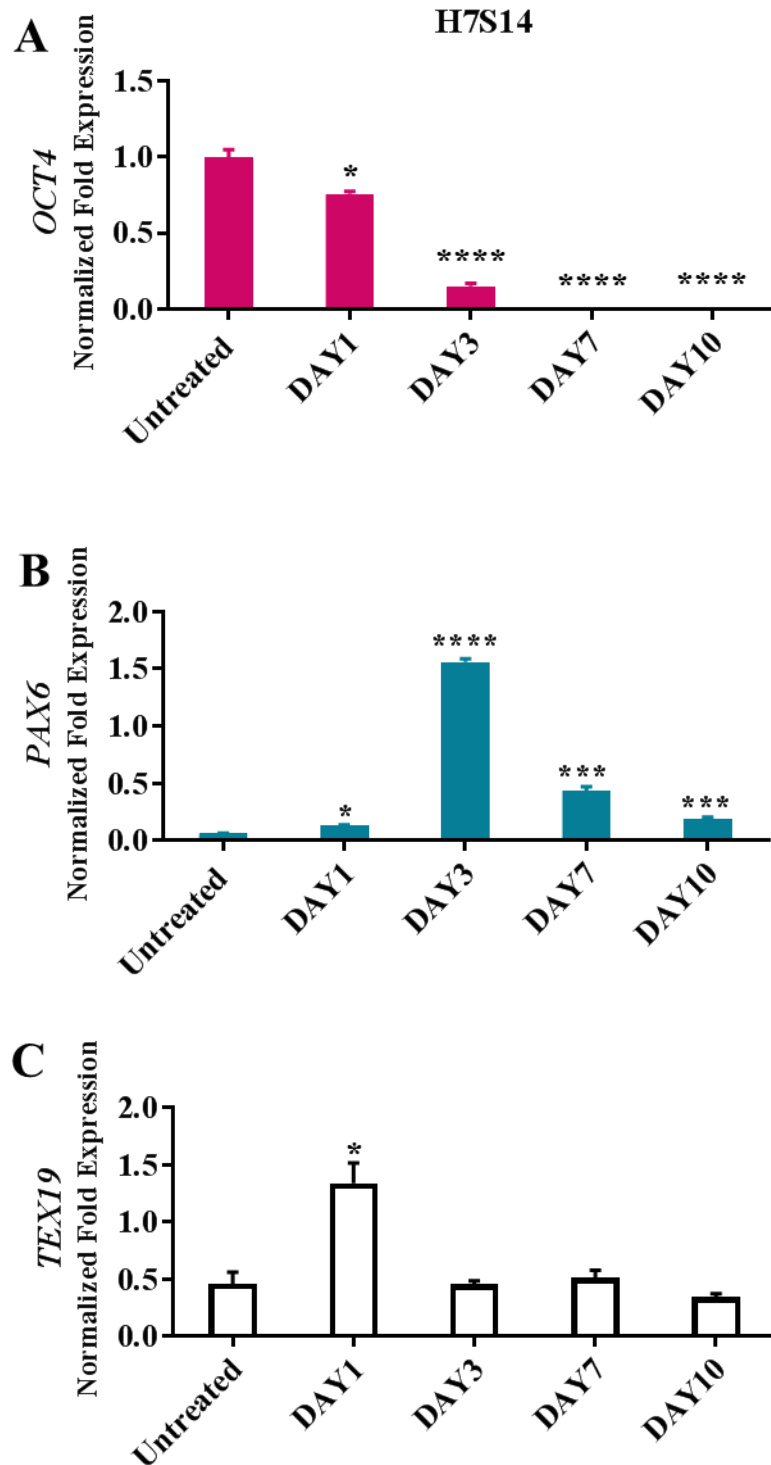 A
H7S14
OCT4
Normalized Fold Expression
1.5
1.0
0.5
0.0
*
****
****
****
Untreated
DAY1
DAY3
DAY7
DAY10
B
PAX6
Normalized Fold Expression
2.0
1.5
1.0
0.5
0.0
*
****
***
***
Untreated
DAY1
DAY3
DAY7
DAY10
C
TEX19
Normalized Fold Expression
2.0
1.5
1.0
0.5
0.0
*
Untreated
DAY1
DAY3
DAY7
DAY10